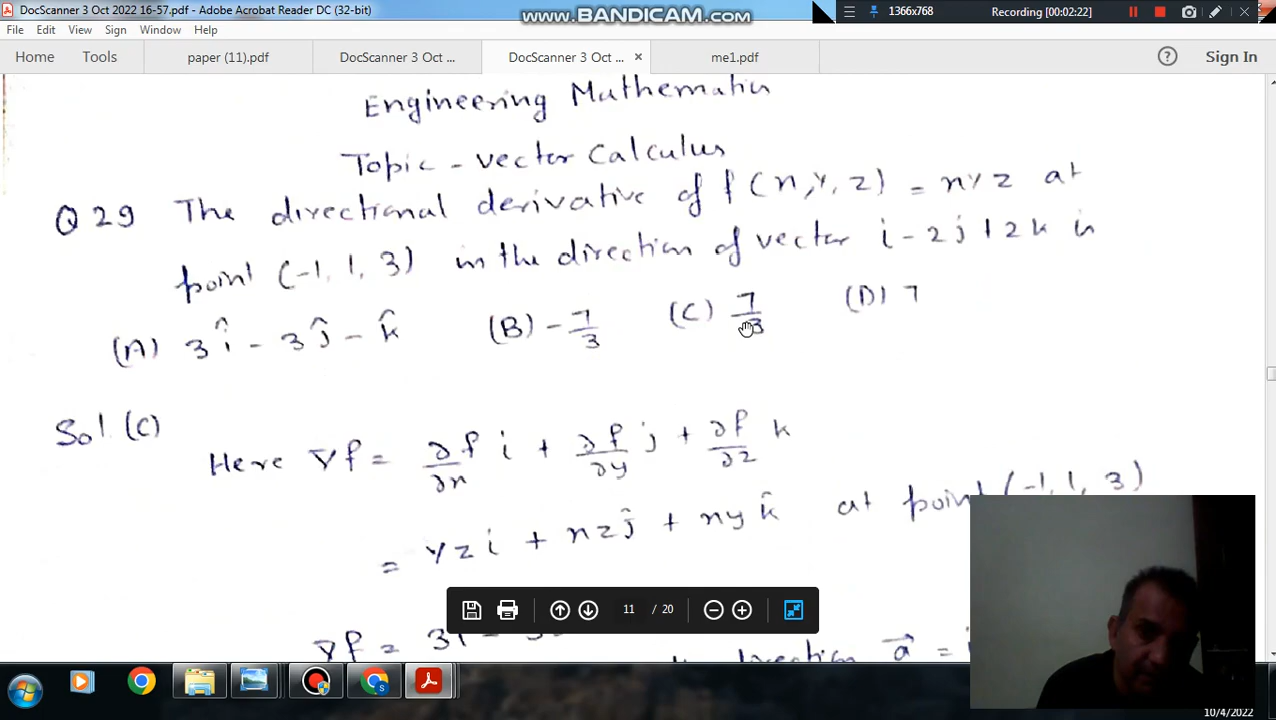 DocScanner 3 Oct 2022 16-57.pdf - Adobe Acrobat Reader DC (32-bit)
www.BANDICAM.com
1366x768
Recording [00:02:22]
File Edit View Sign Window Help
Home Tools paper (11).pdf DocScanner 3 Oct ... DocScanner 3 Oct ... × me1.pdf Sign In
Engineering Mathematics
Topic - Vector Calculus
Q 29 The directional derivative of f(x, y, z) = xyz at
point (-1, 1, 3) in the direction of vector i - 2j + 2k is
(A) 3î - 3ĵ - k̂ (B) -7/3 (C) 7/3 (D) 7
Sol (C)
Here ∇f = ∂f/∂x i + ∂f/∂y j + ∂f/∂z k
= yz i + xz ĵ + xy k̂ at point (-1, 1, 3)
11 / 20
∇f = 3i - 3
direction a⃗ =
10/4/2022